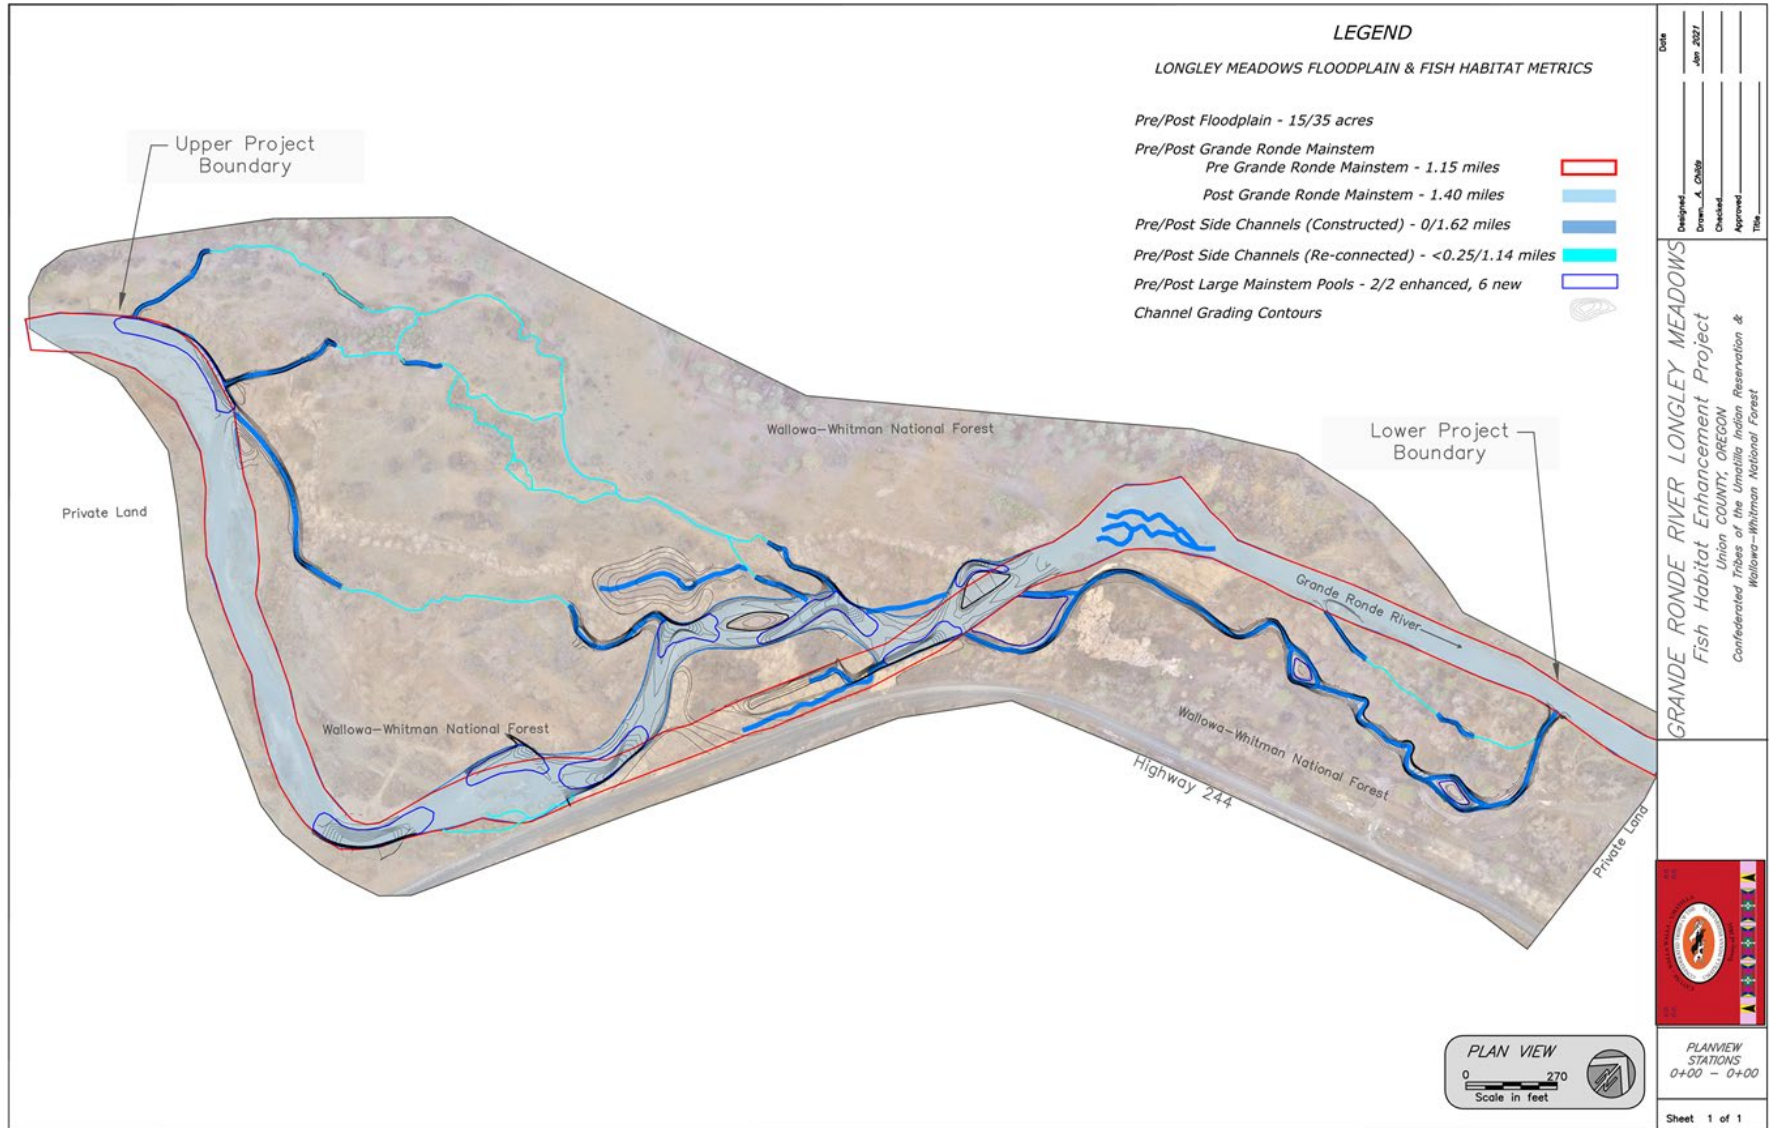 LEGEND
LONGLEY MEADOWS FLOODPLAIN & FISH HABITAT METRICS
Pre/Post Floodplain - 15/35 acres
Pre/Post Grande Ronde Mainstem
Pre Grande Ronde Mainstem - 1.15 miles
Post Grande Ronde Mainstem - 1.40 miles
Pre/Post Side Channels (Constructed) - 0/1.62 miles
Pre/Post Side Channels (Re-connected) - <0.25/1.14 miles
Pre/Post Large Mainstem Pools - 2/2 enhanced, 6 new
Channel Grading Contours
Upper Project
Boundary
Wallowa-Whitman National Forest
Lower Project
Boundary
Private Land
Grande Ronde River
Wallowa-Whitman National Forest
Wallowa-Whitman National Forest
Highway 244
Private Land
PLAN VIEW
0 270
Scale in feet
Date
Designed
Drawn A. Childs Jan 2021
Checked
Approved
Title
GRANDE RONDE RIVER LONGLEY MEADOWS
Fish Habitat Enhancement Project
Union COUNTY, OREGON
Confederated Tribes of the Umatilla Indian Reservation &
Wallowa-Whitman National Forest
PLANVIEW
STATIONS
0+00 - 0+00
Sheet 1 of 1